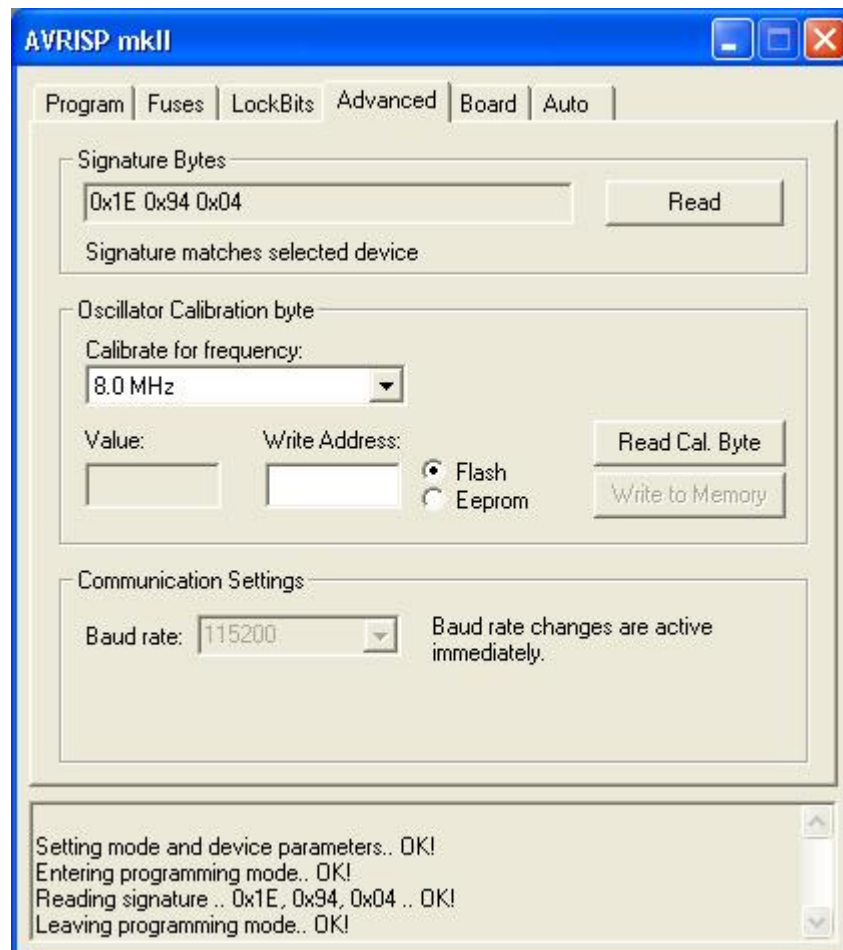 AVRISP mkII
Program Fuses LockBits Advanced Board Auto
Signature Bytes
0x1E 0x94 0x04 Read
Signature matches selected device
Oscillator Calibration byte
Calibrate for frequency:
8.0 MHz
Value: Write Address: Read Cal. Byte
Flash
Eeprom Write to Memory
Communication Settings
Baud rate: 115200 Baud rate changes are active
immediately.
Setting mode and device parameters.. OK!
Entering programming mode.. OK!
Reading signature .. 0x1E, 0x94, 0x04 .. OK!
Leaving programming mode.. OK!